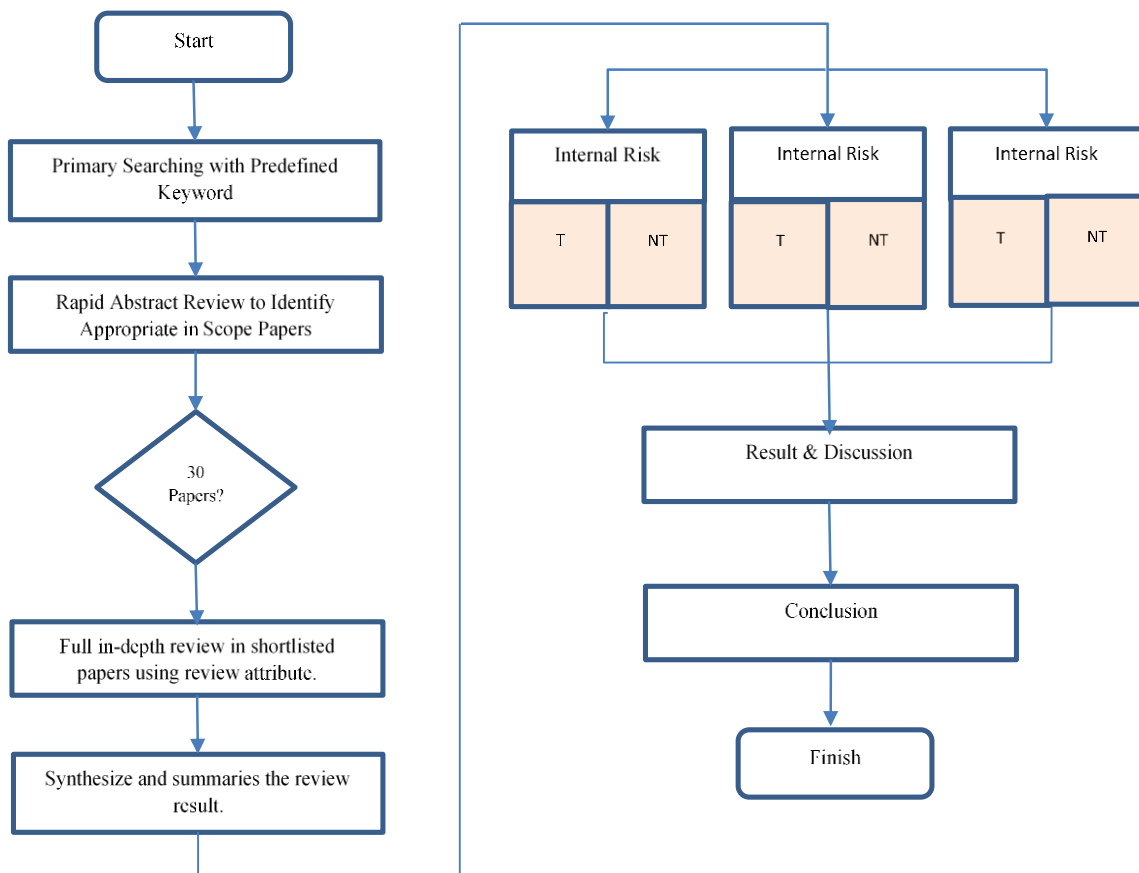 Start
Primary Searching with Predefined
Keyword
Rapid Abstract Review to Identify
Appropriate in Scope Papers
30
Papers?
Full in-depth review in shortlisted
papers using review attribute.
Synthesize and summaries the review
result.
Internal Risk
T
NT
Internal Risk
T
NT
Internal Risk
T
NT
Result & Discussion
Conclusion
Finish